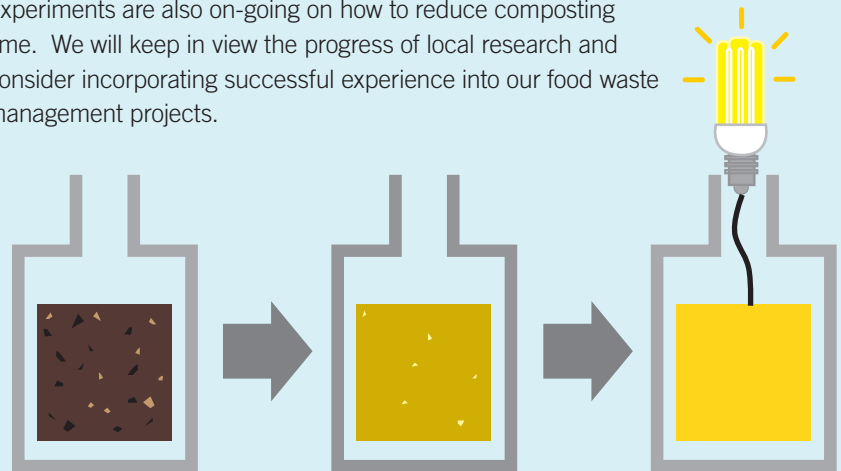 xperiments are also on-going on how to reduce composting
me. We will keep in view the progress of local research and
onsider incorporating successful experience into our food waste
anagement projects.